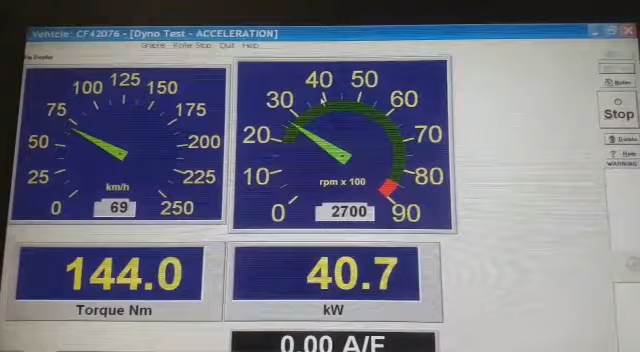 Vehicle: CF42076 - [Dyno Test - ACCELERATION]
Graphs Roller Stop Quit Help
0 25 50 75 100 125 150 175 200 225 250
km/h
69
0 10 20 30 40 50 60 70 80 90
rpm x 100
2700
Stop
Help
WARNING
144.0
Torque Nm
40.7
kW
0.00 A/F